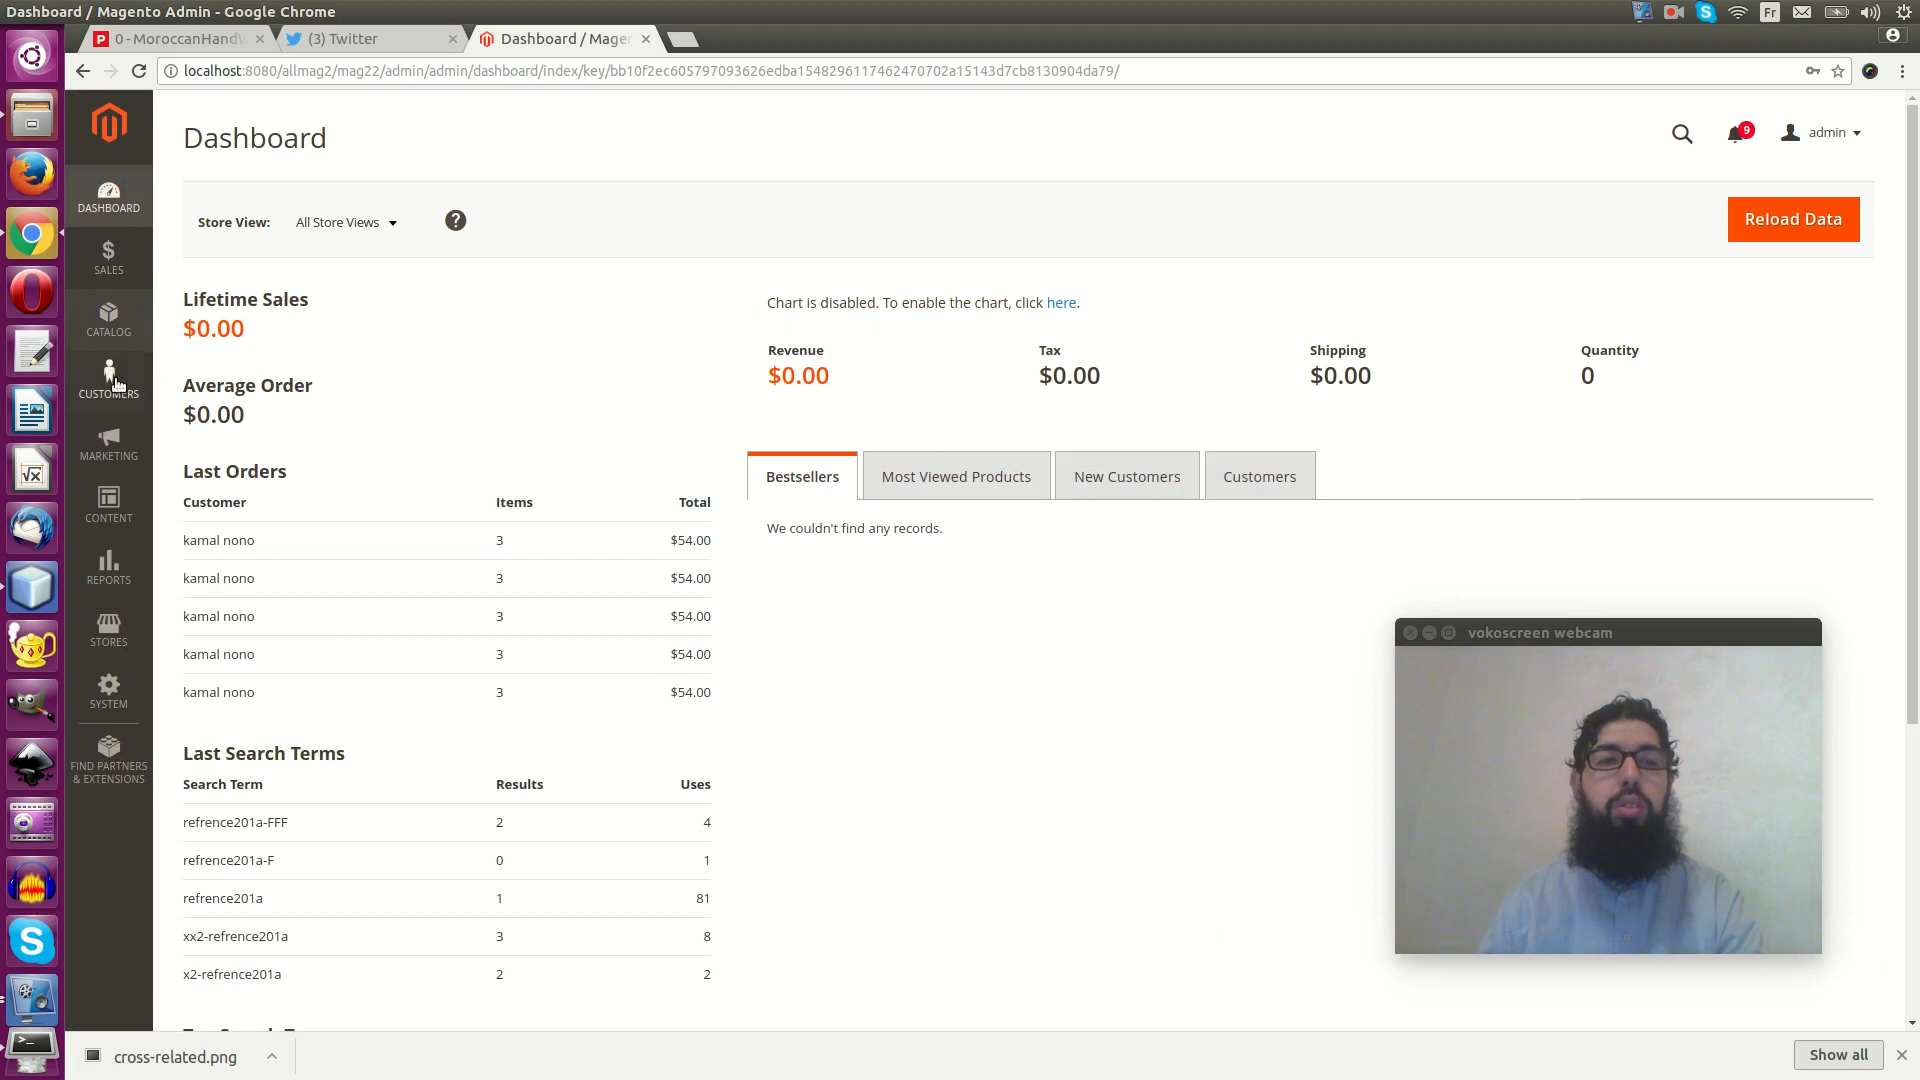 Dashboard / Magento Admin - Google Chrome
Fr
0 - MoroccanHandW
(3) Twitter
Dashboard / Magen
localhost:8080/allmag2/mag22/admin/admin/dashboard/index/key/bb10f2ec605797093626edba1548296117462470702a15143d7cb8130904da79/
DASHBOARD
SALES
CATALOG
CUSTOMERS
MARKETING
CONTENT
REPORTS
STORES
SYSTEM
FIND PARTNERS
& EXTENSIONS
Dashboard
9
admin
Store View:
All Store Views
?
Reload Data
Lifetime Sales
$0.00
Average Order
$0.00
Chart is disabled. To enable the chart, click here.
Revenue Tax Shipping Quantity
$0.00 $0.00 $0.00 0
Last Orders
Customer Items Total
kamal nono 3 $54.00
kamal nono 3 $54.00
kamal nono 3 $54.00
kamal nono 3 $54.00
kamal nono 3 $54.00
Bestsellers Most Viewed Products New Customers Customers
We couldn't find any records.
Last Search Terms
Search Term Results Uses
refrence201a-FFF 2 4
refrence201a-F 0 1
refrence201a 1 81
xx2-refrence201a 3 8
x2-refrence201a 2 2
vokoscreen webcam
cross-related.png
Show all